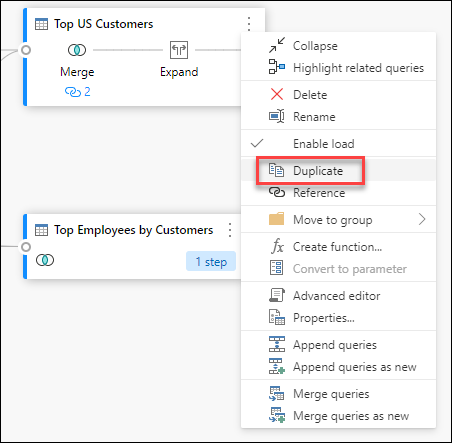 Top US Customers
Merge
Expand
2
Top Employees by Customers
1 step
Collapse
Highlight related queries
Delete
Rename
Enable load
Duplicate
Reference
Move to group
fx Create function...
Convert to parameter
Advanced editor
Properties...
Append queries
Append queries as new
Merge queries
Merge queries as new